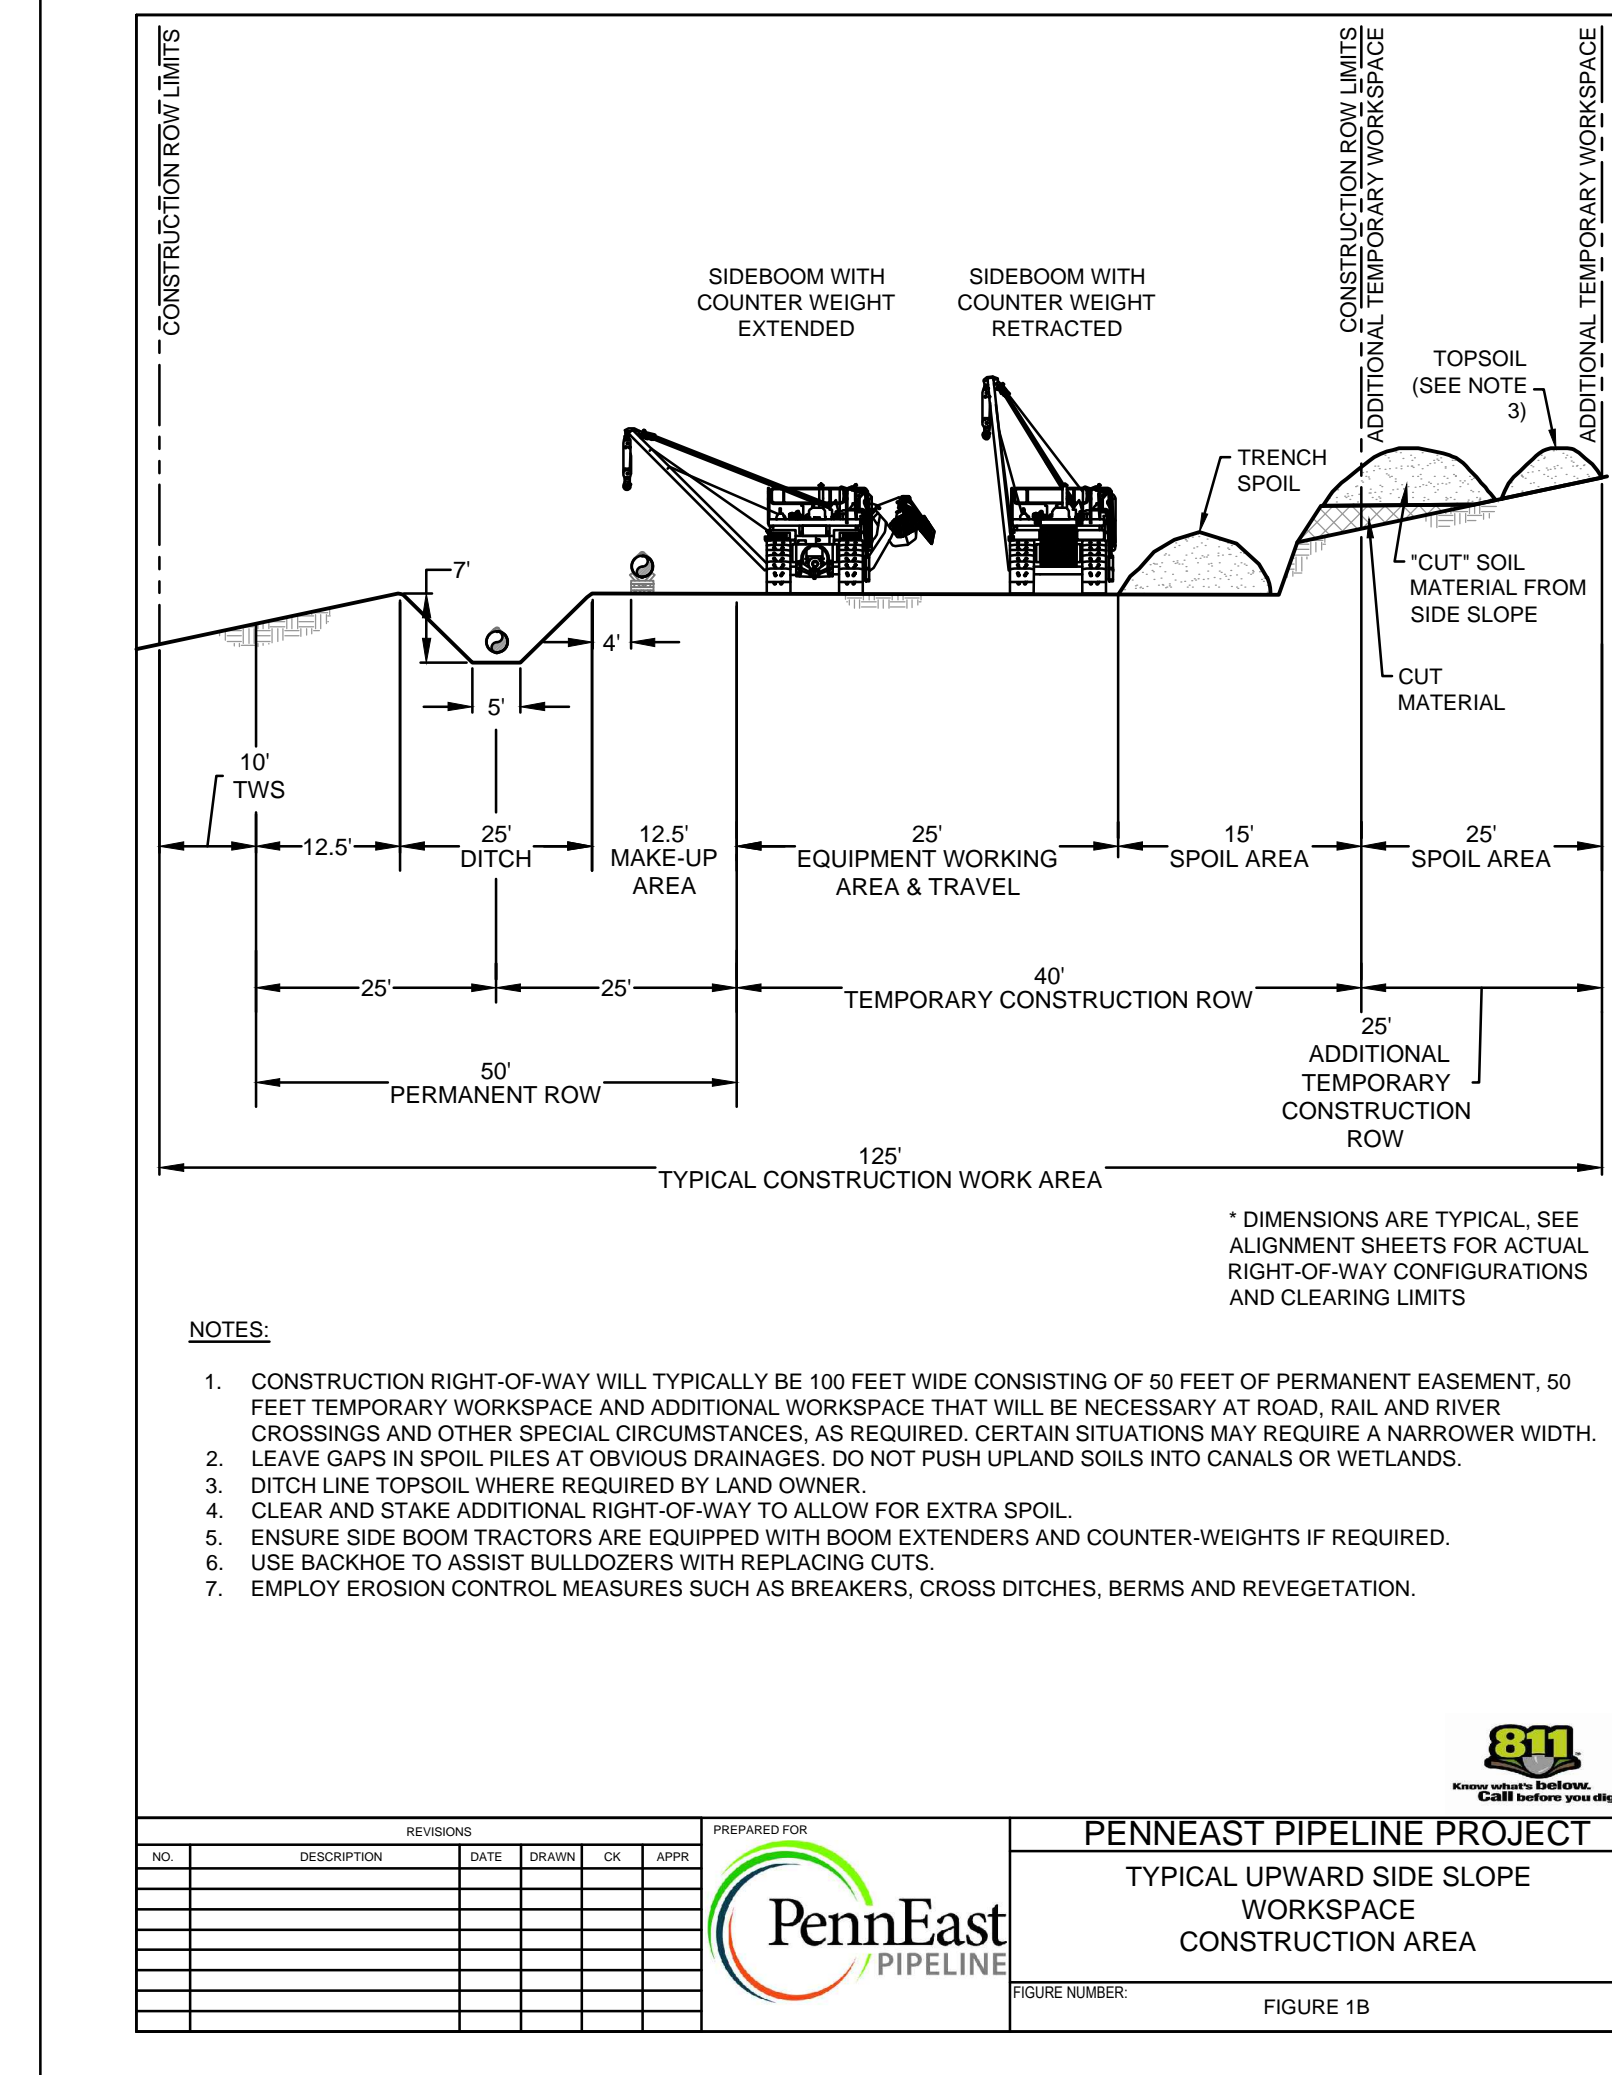 CONSTRUCTION ROW LIMITS
CONSTRUCTION ROW LIMITS
ADDITIONAL TEMPORARY WORKSPACE
ADDITIONAL TEMPORARY WORKSPACE
SIDEBOOM WITH
COUNTER WEIGHT
EXTENDED
SIDEBOOM WITH
COUNTER WEIGHT
RETRACTED
TOPSOIL
(SEE NOTE
3)
TRENCH
SPOIL
"CUT" SOIL
MATERIAL FROM
SIDE SLOPE
CUT
MATERIAL
7'
4'
5'
10'
TWS
12.5'
25'
DITCH
12.5'
MAKE-UP
AREA
25'
EQUIPMENT WORKING
AREA & TRAVEL
15'
SPOIL AREA
25'
SPOIL AREA
25'
25'
40'
TEMPORARY CONSTRUCTION ROW
25'
ADDITIONAL
TEMPORARY
CONSTRUCTION
ROW
50'
PERMANENT ROW
125'
TYPICAL CONSTRUCTION WORK AREA
* DIMENSIONS ARE TYPICAL, SEE
ALIGNMENT SHEETS FOR ACTUAL
RIGHT-OF-WAY CONFIGURATIONS
AND CLEARING LIMITS
NOTES:
1. CONSTRUCTION RIGHT-OF-WAY WILL TYPICALLY BE 100 FEET WIDE CONSISTING OF 50 FEET OF PERMANENT EASEMENT, 50
FEET TEMPORARY WORKSPACE AND ADDITIONAL WORKSPACE THAT WILL BE NECESSARY AT ROAD, RAIL AND RIVER
CROSSINGS AND OTHER SPECIAL CIRCUMSTANCES, AS REQUIRED. CERTAIN SITUATIONS MAY REQUIRE A NARROWER WIDTH.
2. LEAVE GAPS IN SPOIL PILES AT OBVIOUS DRAINAGES. DO NOT PUSH UPLAND SOILS INTO CANALS OR WETLANDS.
3. DITCH LINE TOPSOIL WHERE REQUIRED BY LAND OWNER.
4. CLEAR AND STAKE ADDITIONAL RIGHT-OF-WAY TO ALLOW FOR EXTRA SPOIL.
5. ENSURE SIDE BOOM TRACTORS ARE EQUIPPED WITH BOOM EXTENDERS AND COUNTER-WEIGHTS IF REQUIRED.
6. USE BACKHOE TO ASSIST BULLDOZERS WITH REPLACING CUTS.
7. EMPLOY EROSION CONTROL MEASURES SUCH AS BREAKERS, CROSS DITCHES, BERMS AND REVEGETATION.
811
Know what's below.
Call before you dig
REVISIONS
NO. DESCRIPTION DATE DRAWN CK APPR
PREPARED FOR
PennEast
PIPELINE
PENNEAST PIPELINE PROJECT
TYPICAL UPWARD SIDE SLOPE
WORKSPACE
CONSTRUCTION AREA
FIGURE NUMBER:
FIGURE 1B